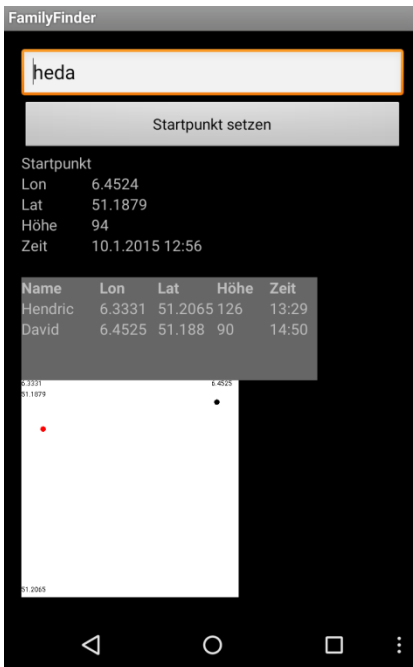 FamilyFinder
heda
Startpunkt setzen
Startpunkt
Lon 6.4524
Lat 51.1879
Höhe 94
Zeit 10.1.2015 12:56
Name Lon Lat Höhe Zeit
Hendric 6.3331 51.2065 126 13:29
David 6.4525 51.188 90 14:50
6.3331 6.4525
51.1879
51.2065